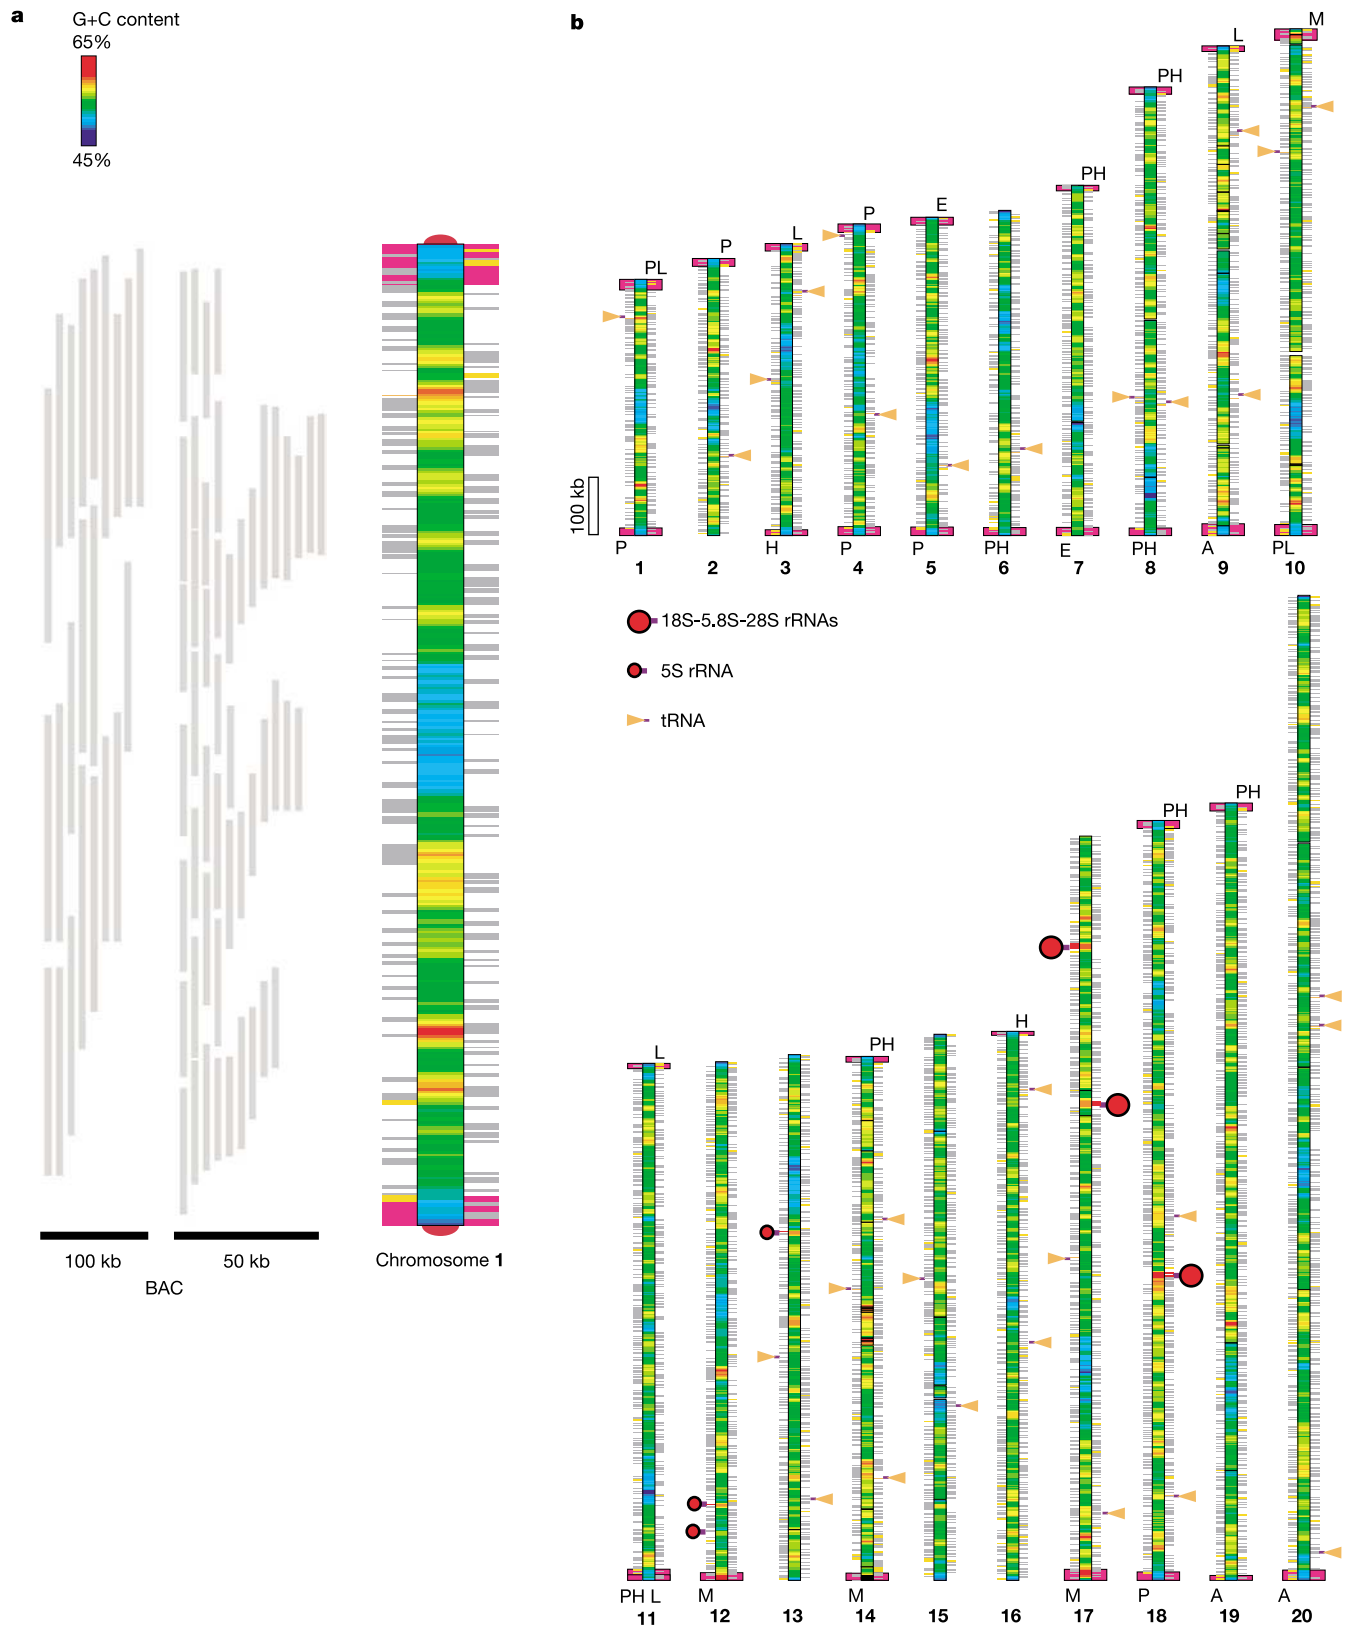 a
G+C content
65%
45%
100 kb
50 kb
BAC
Chromosome 1
b
PL
P
L
P
E
PH
PH
L
M
100 kb
P
H
P
P
PH
E
PH
A
PL
1 2 3 4 5 6 7 8 9 10
18S-5.8S-28S rRNAs
5S rRNA
tRNA
L
PH
H
PH
PH
PH L
M
M
M
P
A
A
11 12 13 14 15 16 17 18 19 20